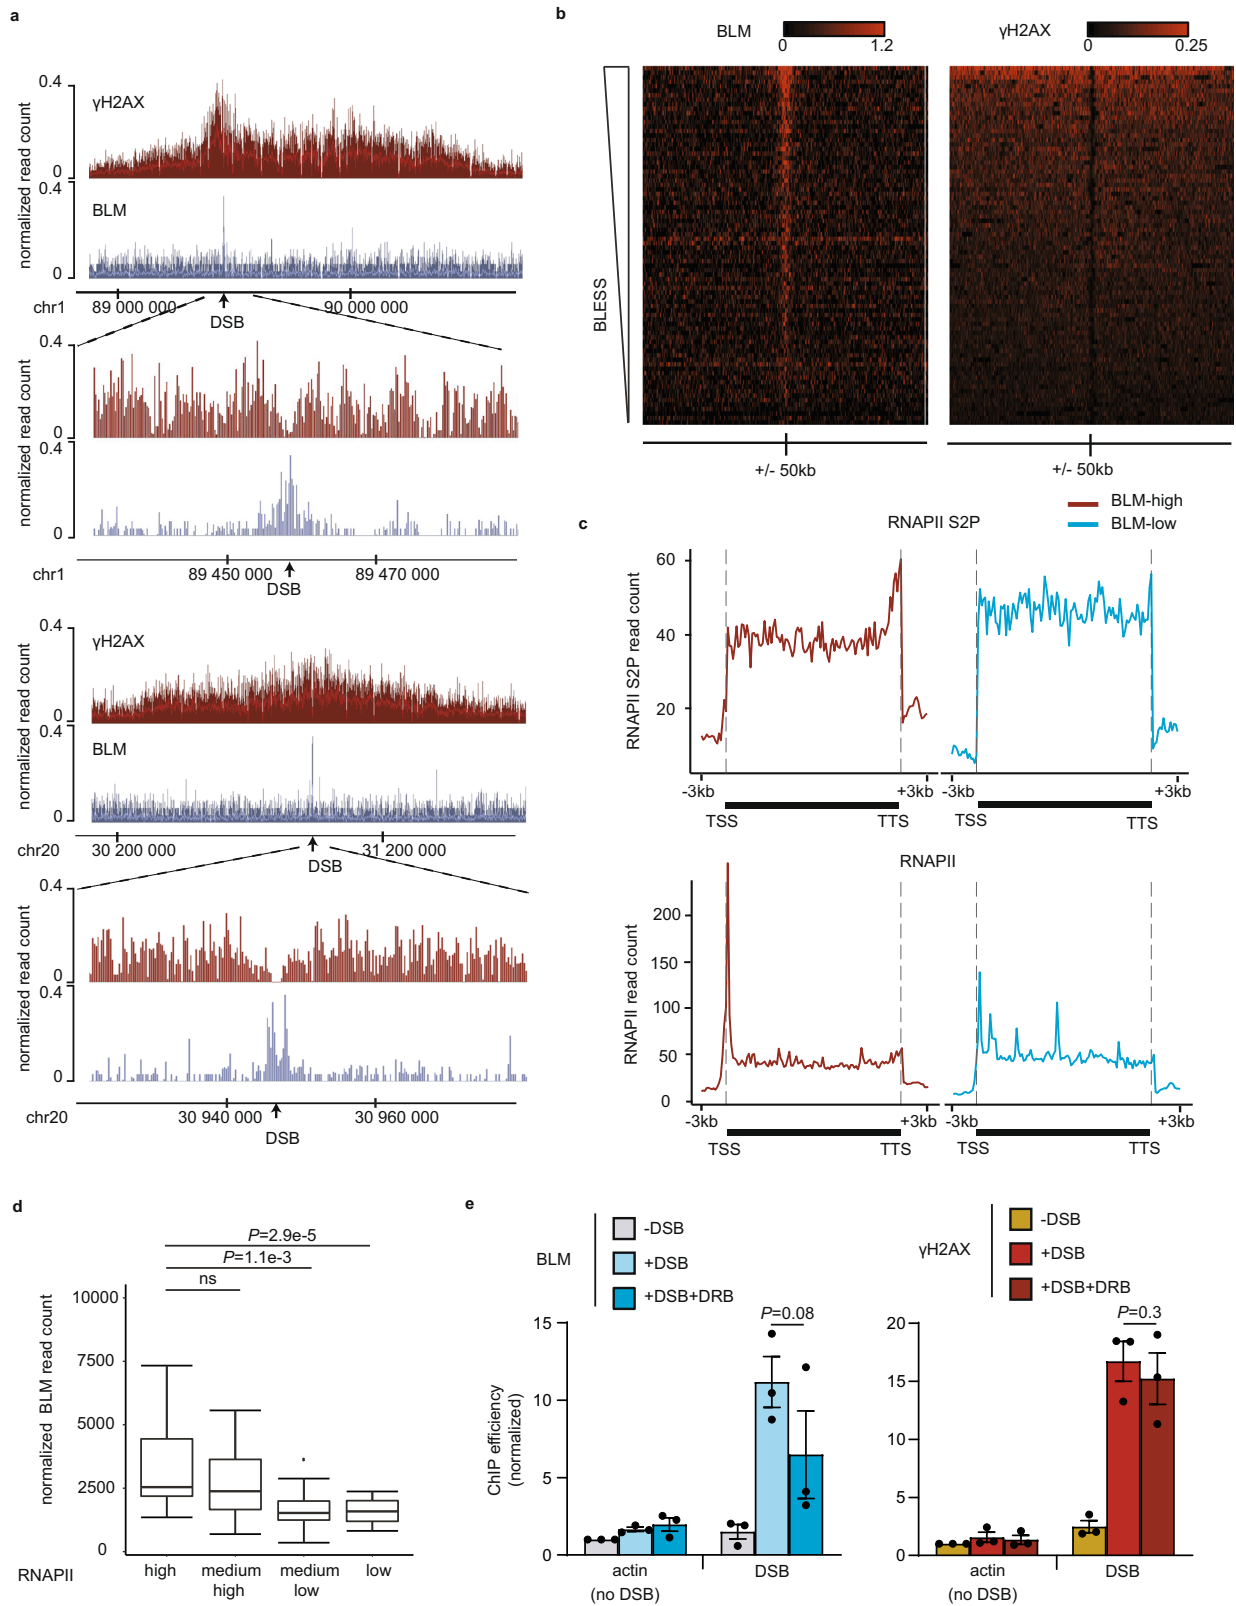 a
normalized read count
0.4
γH2AX
0
0.4
BLM
0
chr1
89 000 000
90 000 000
DSB
normalized read count
0.4
0
0.4
0
chr1
89 450 000
89 470 000
DSB
normalized read count
0.4
γH2AX
0
0.4
BLM
0
chr20
30 200 000
31 200 000
DSB
normalized read count
0.4
0
0.4
0
chr20
30 940 000
30 960 000
DSB
b
BLM
0
1.2
γH2AX
0
0.25
BLESS
+/- 50kb
+/- 50kb
c
RNAPII S2P
BLM-high
BLM-low
RNAPII S2P read count
60
40
20
-3kb
+3kb
-3kb
+3kb
TSS
TTS
TSS
TTS
RNAPII
RNAPII read count
200
150
100
50
0
-3kb
+3kb
-3kb
+3kb
TSS
TTS
TSS
TTS
d
P=2.9e-5
P=1.1e-3
ns
normalized BLM read count
10000
7500
5000
2500
0
RNAPII
high
medium
high
medium
low
low
e
BLM
-DSB
+DSB
+DSB+DRB
P=0.08
ChIP efficiency
(normalized)
15
10
5
0
actin
(no DSB)
DSB
γH2AX
-DSB
+DSB
+DSB+DRB
P=0.3
20
15
10
5
0
actin
(no DSB)
DSB